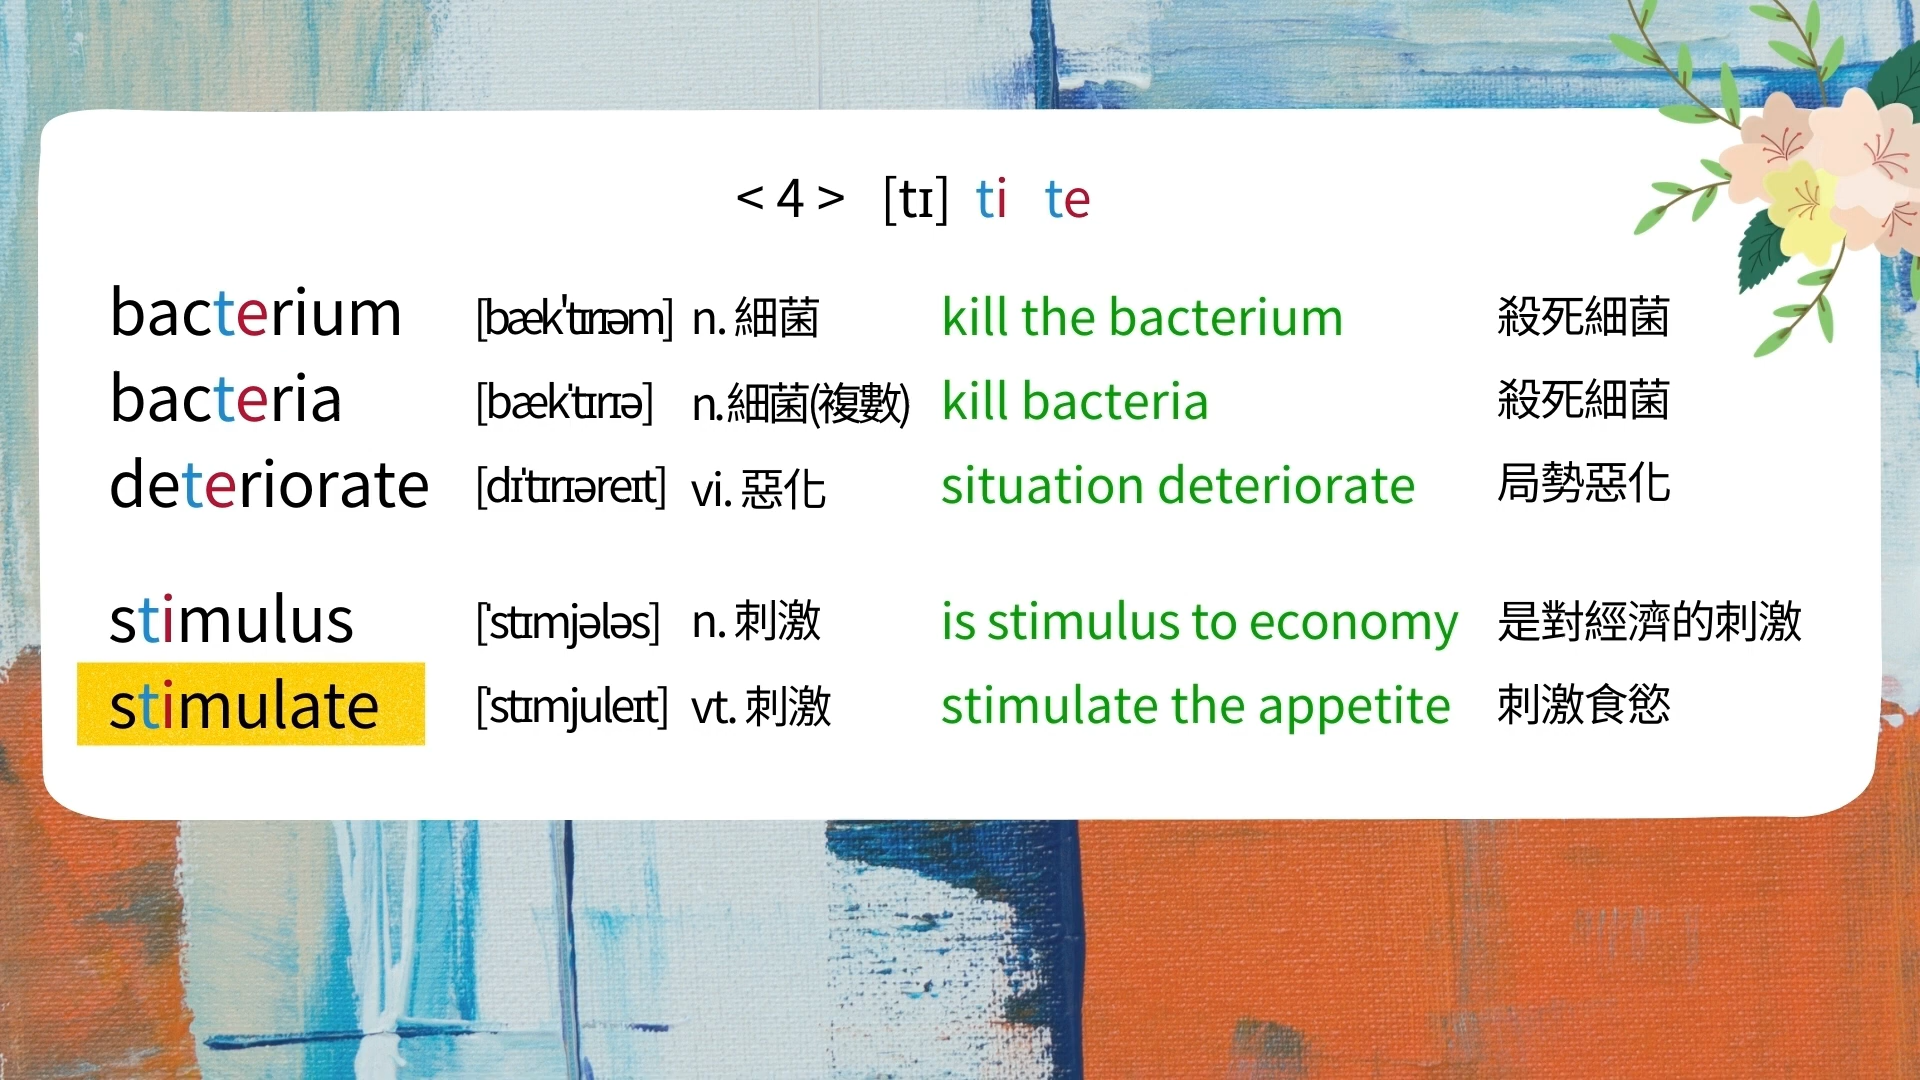 < 4 > [tɪ] ti te
bacterium [bæk'tɪrɪəm] n. 細菌 kill the bacterium 殺死細菌
bacteria [bæk'tɪrɪə] n.細菌(複數) kill bacteria 殺死細菌
deteriorate [dɪ'tɪrɪəreɪt] vi. 惡化 situation deteriorate 局勢惡化
stimulus ['stɪmjələs] n. 刺激 is stimulus to economy 是對經濟的刺激
stimulate ['stɪmjuleɪt] vt. 刺激 stimulate the appetite 刺激食慾